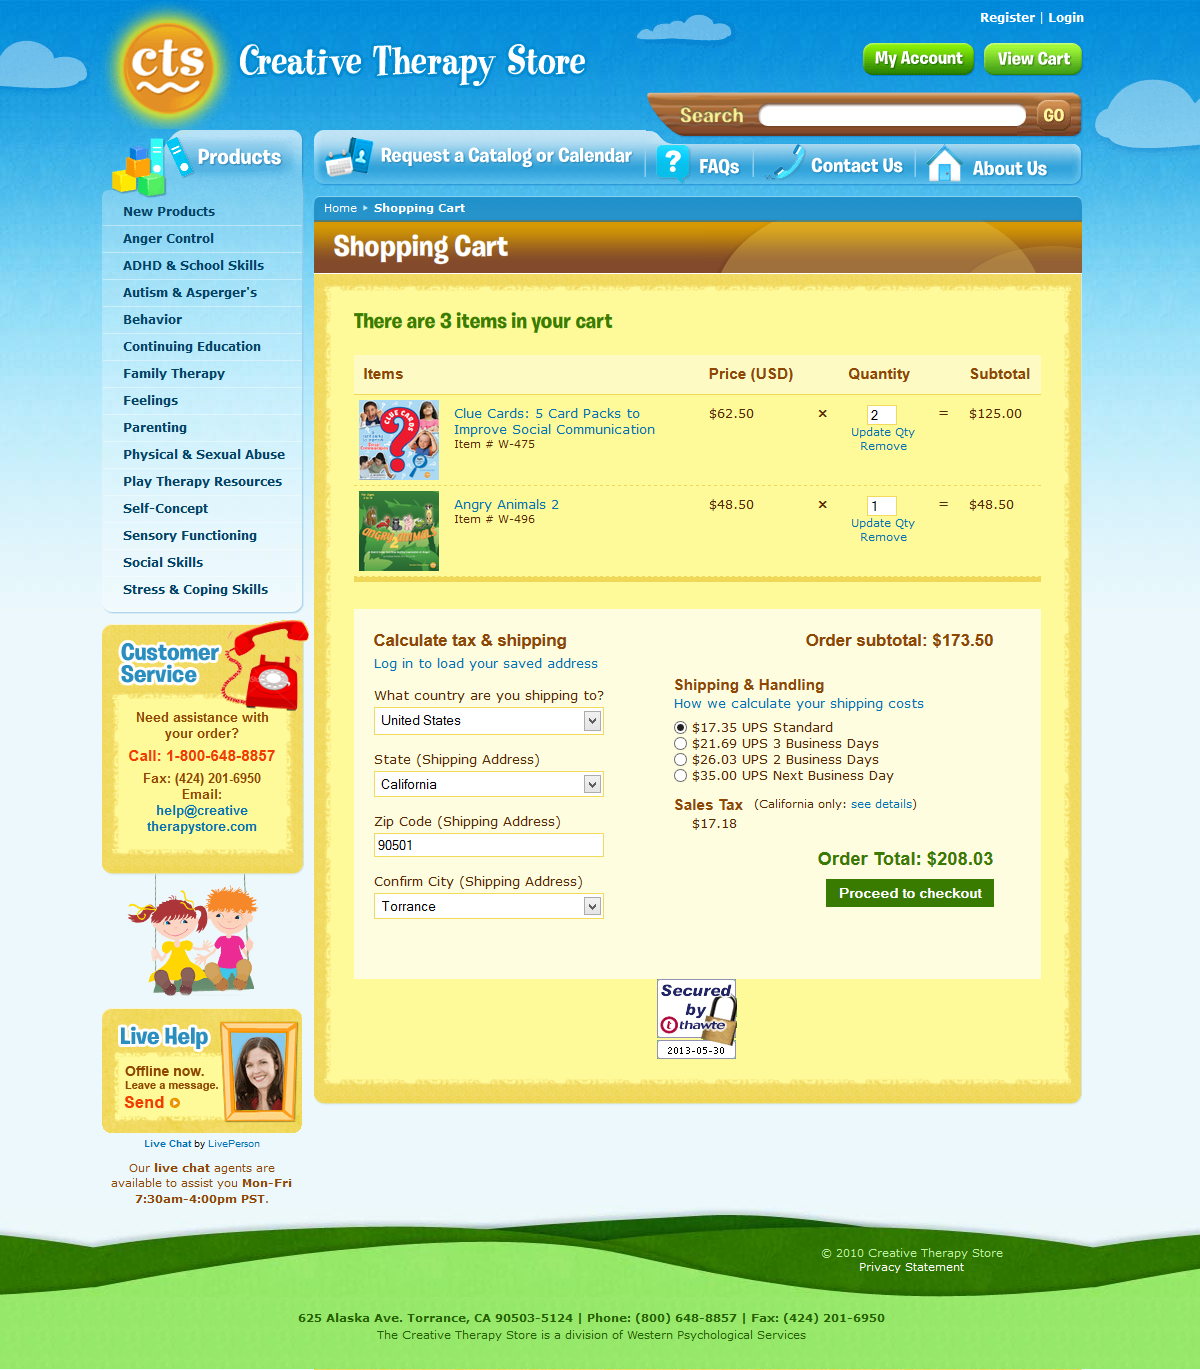 Register | Login
cts
Creative Therapy Store
My Account
View Cart
Search
GO
Products
Request a Catalog or Calendar
?
FAQs
Contact Us
About Us
New Products
Anger Control
ADHD & School Skills
Autism & Asperger's
Behavior
Continuing Education
Family Therapy
Feelings
Parenting
Physical & Sexual Abuse
Play Therapy Resources
Self-Concept
Sensory Functioning
Social Skills
Stress & Coping Skills
Customer
Service
Need assistance with
your order?
Call: 1-800-648-8857
Fax: (424) 201-6950
Email:
help@creative
therapystore.com
Live Help
Offline now.
Leave a message.
Send
Live Chat by LivePerson
Our live chat agents are
available to assist you Mon-Fri
7:30am-4:00pm PST.
Home ▸ Shopping Cart
Shopping Cart
There are 3 items in your cart
Items Price (USD) Quantity Subtotal
CLUE CARDS
?
Clue Cards: 5 Card Packs to
Improve Social Communication
Item # W-475
$62.50 × 2 = $125.00
Update Qty
Remove
ANGRY ANIMALS
2
Angry Animals 2
Item # W-496
$48.50 × 1 = $48.50
Update Qty
Remove
Calculate tax & shipping
Log in to load your saved address
What country are you shipping to?
United States
State (Shipping Address)
California
Zip Code (Shipping Address)
90501
Confirm City (Shipping Address)
Torrance
Order subtotal: $173.50
Shipping & Handling
How we calculate your shipping costs
$17.35 UPS Standard
$21.69 UPS 3 Business Days
$26.03 UPS 2 Business Days
$35.00 UPS Next Business Day
Sales Tax (California only: see details)
$17.18
Order Total: $208.03
Proceed to checkout
Secured
by
thawte
2013-05-30
© 2010 Creative Therapy Store
Privacy Statement
625 Alaska Ave. Torrance, CA 90503-5124 | Phone: (800) 648-8857 | Fax: (424) 201-6950
The Creative Therapy Store is a division of Western Psychological Services